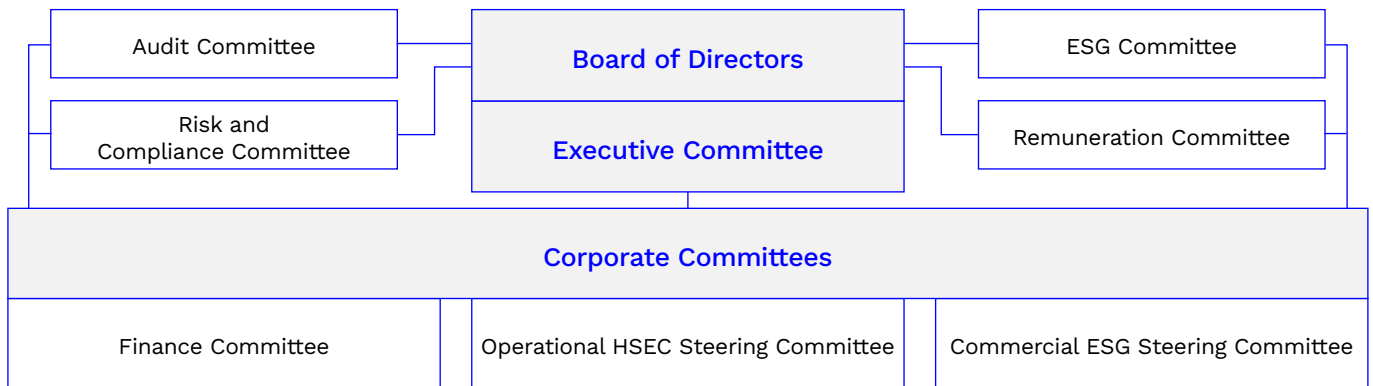 Audit Committee
Board of Directors
ESG Committee
Risk and
Compliance Committee
Executive Committee
Remuneration Committee
Corporate Committees
Finance Committee
Operational HSEC Steering Committee
Commercial ESG Steering Committee